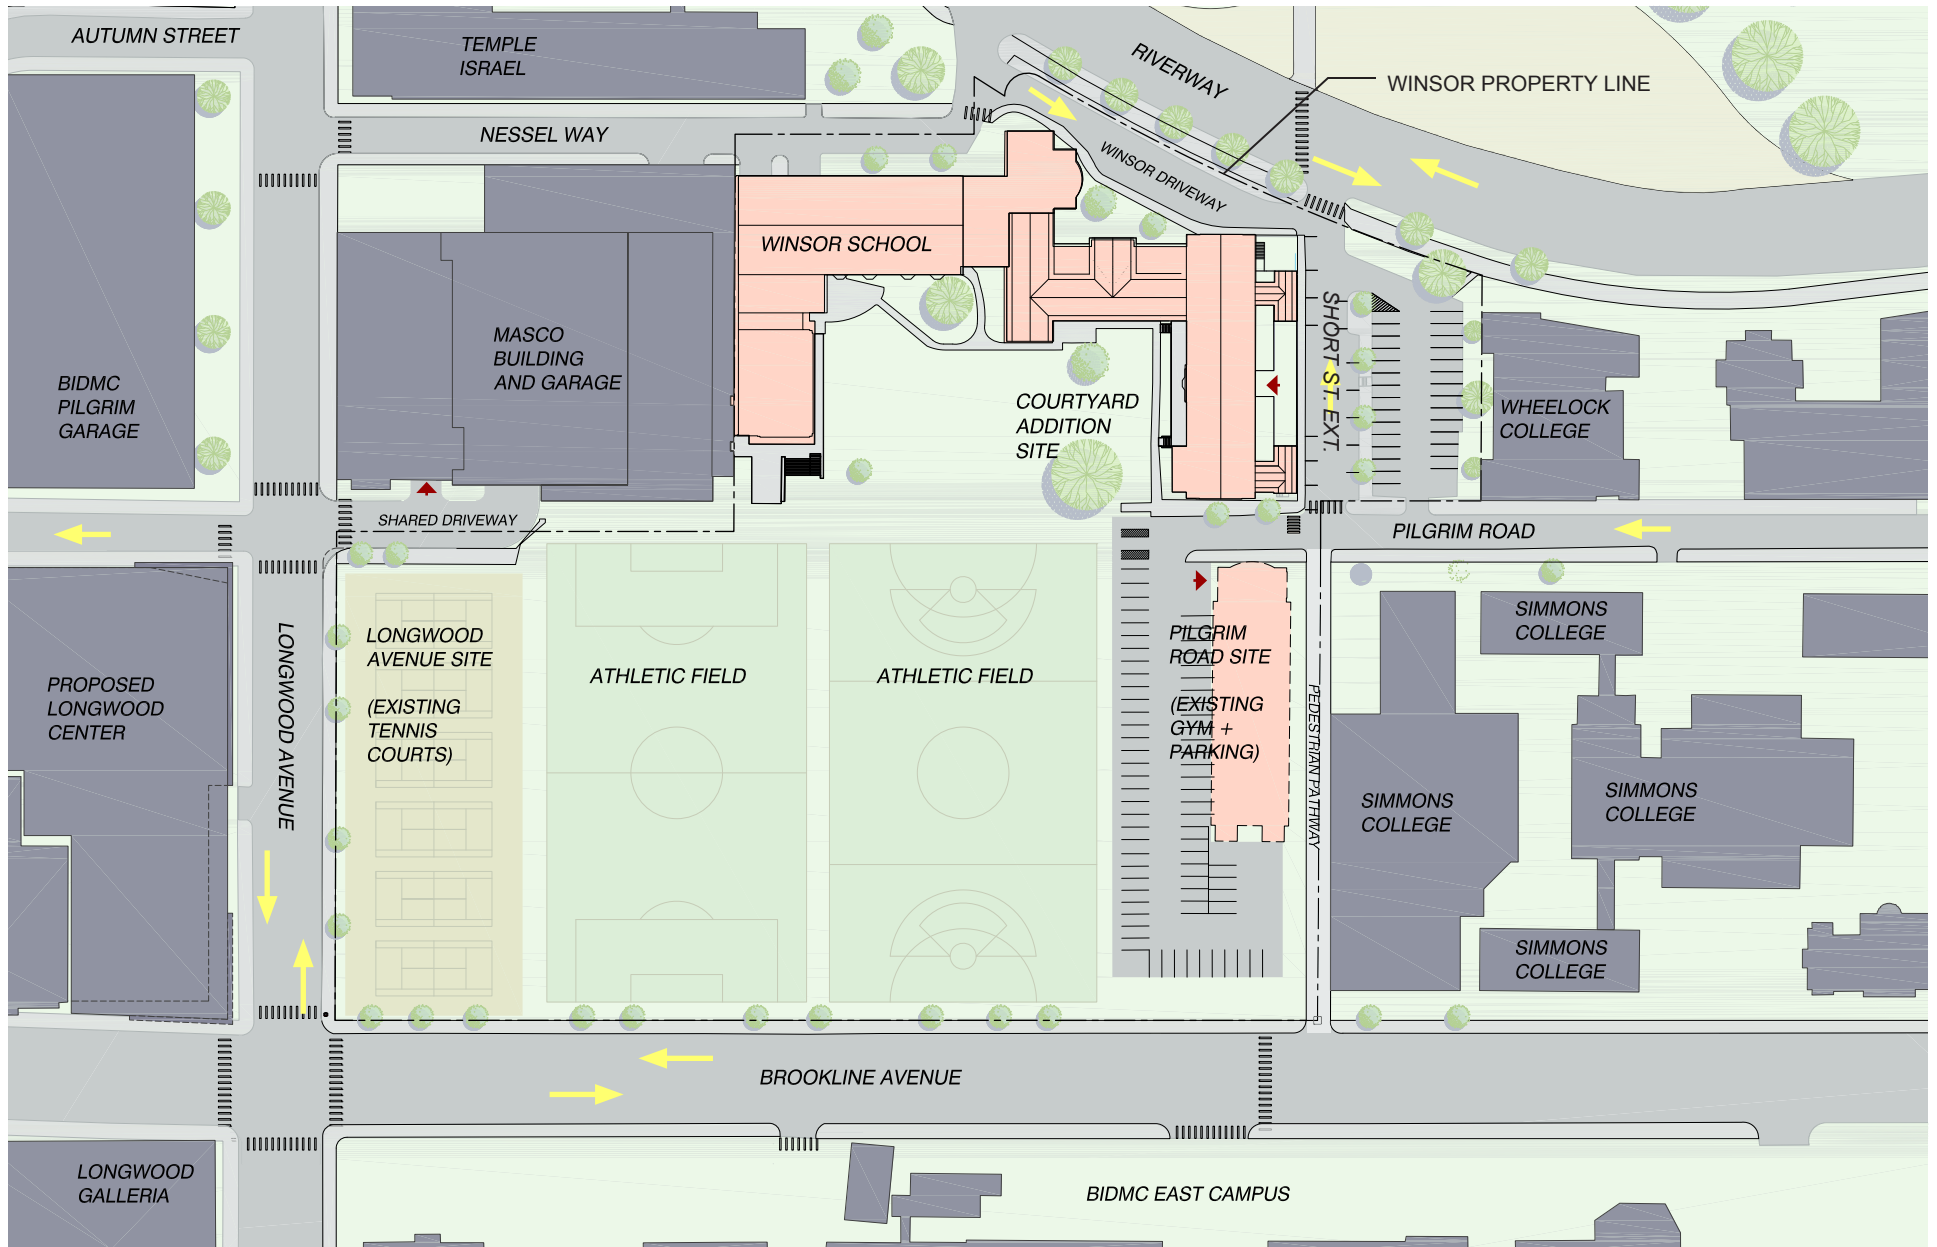 AUTUMN STREET
TEMPLE
ISRAEL
RIVERWAY
WINSOR PROPERTY LINE
NESSEL WAY
WINSOR DRIVEWAY
WINSOR SCHOOL
MASCO
BUILDING
AND GARAGE
BIDMC
PILGRIM
GARAGE
COURTYARD
ADDITION
SITE
SHORT ST. EXT.
WHEELOCK
COLLEGE
SHARED DRIVEWAY
PILGRIM ROAD
LONGWOOD AVENUE
LONGWOOD
AVENUE SITE
(EXISTING
TENNIS
COURTS)
ATHLETIC FIELD
ATHLETIC FIELD
PILGRIM
ROAD SITE
(EXISTING
GYM +
PARKING)
PEDESTRIAN PATHWAY
SIMMONS
COLLEGE
PROPOSED
LONGWOOD
CENTER
SIMMONS
COLLEGE
SIMMONS
COLLEGE
SIMMONS
COLLEGE
BROOKLINE AVENUE
LONGWOOD
GALLERIA
BIDMC EAST CAMPUS